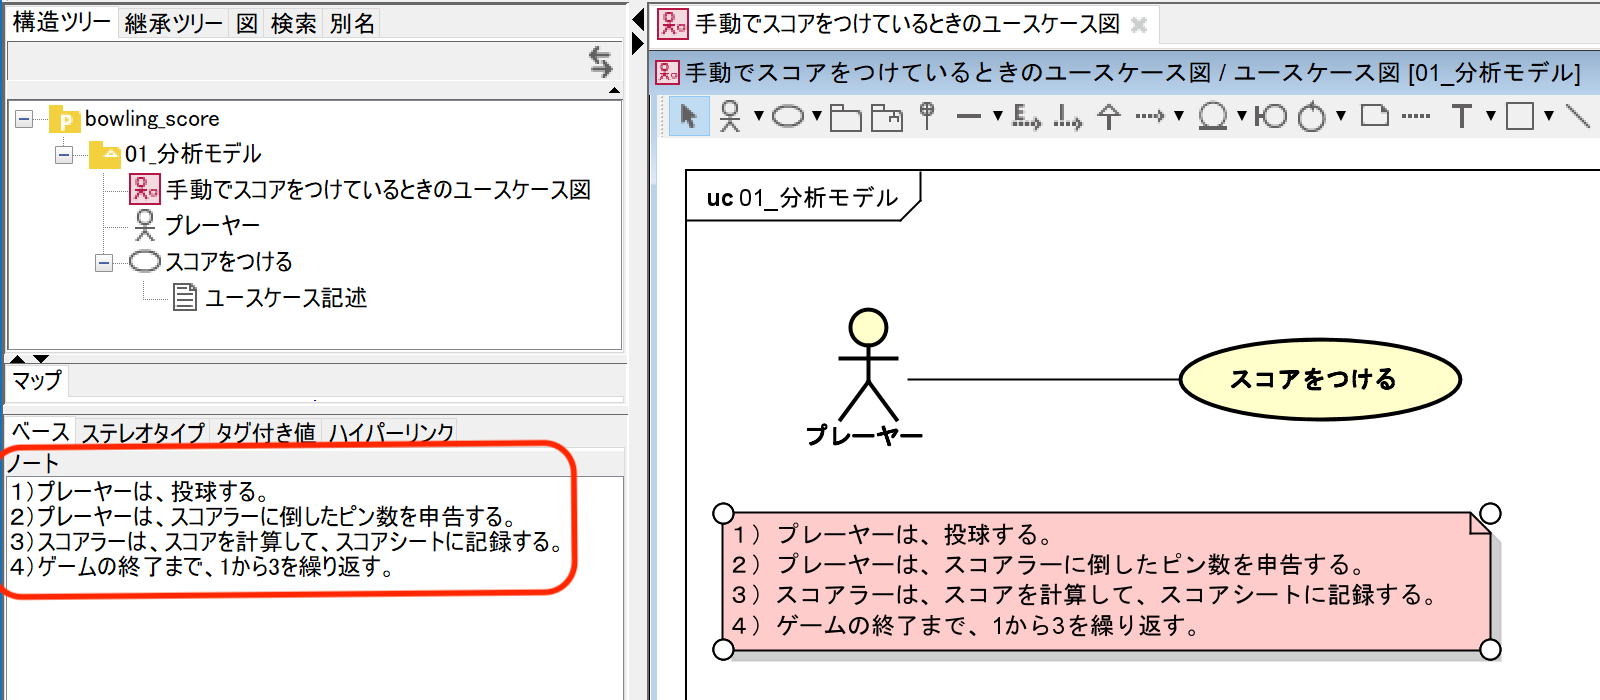 構造ツリー 継承ツリー 図 検索 別名
bowling_score
01_分析モデル
手動でスコアをつけているときのユースケース図
プレーヤー
スコアをつける
ユースケース記述
マップ
ベース ステレオタイプ タグ付き値 ハイパーリンク
ノート
1)プレーヤーは、投球する。
2)プレーヤーは、スコアラーに倒したピン数を申告する。
3)スコアラーは、スコアを計算して、スコアシートに記録する。
4)ゲームの終了まで、1から3を繰り返す。
手動でスコアをつけているときのユースケース図
手動でスコアをつけているときのユースケース図 / ユースケース図 [01_分析モデル]
uc 01_分析モデル
プレーヤー
スコアをつける
1) プレーヤーは、投球する。
2) プレーヤーは、スコアラーに倒したピン数を申告する。
3) スコアラーは、スコアを計算して、スコアシートに記録する。
4) ゲームの終了まで、1から3を繰り返す。